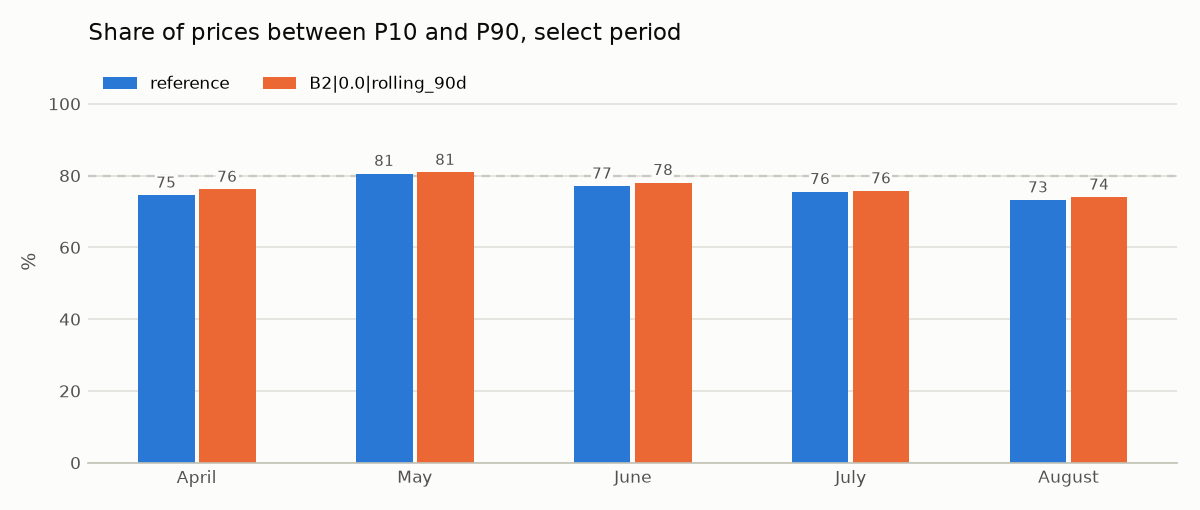 Share of prices between P10 and P90, select period
reference
B2|0.0|rolling_90d
100
80
60
40
20
0
%
75
76
81
81
77
78
76
76
73
74
April
May
June
July
August